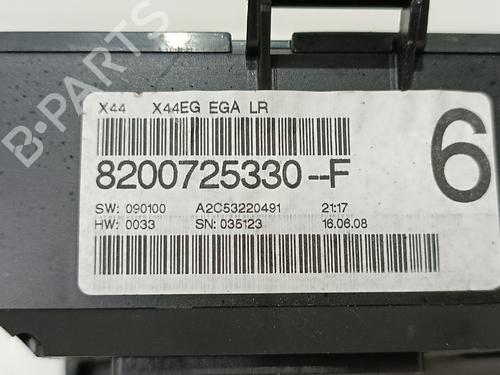 X44 X44EG EGA LR
8200725330--F
6
SW: 090100 A2C53220491 21:17
HW: 0033 SN: 035123 16.06.08
B-PARTS